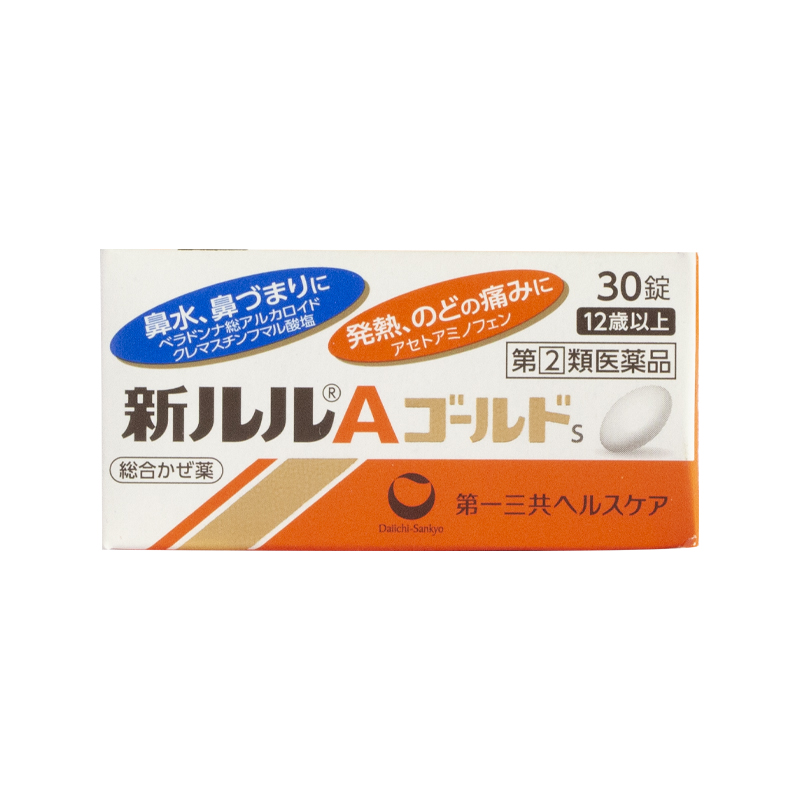 鼻水、鼻づまりに
ベラドンナ総アルカロイド
クレマスチンフマル酸塩
発熱、のどの痛みに
アセトアミノフェン
30錠
12歳以上
第②類医薬品
新ルル®Aゴールドs
総合かぜ薬
Daiichi-Sankyo
第一三共ヘルスケア